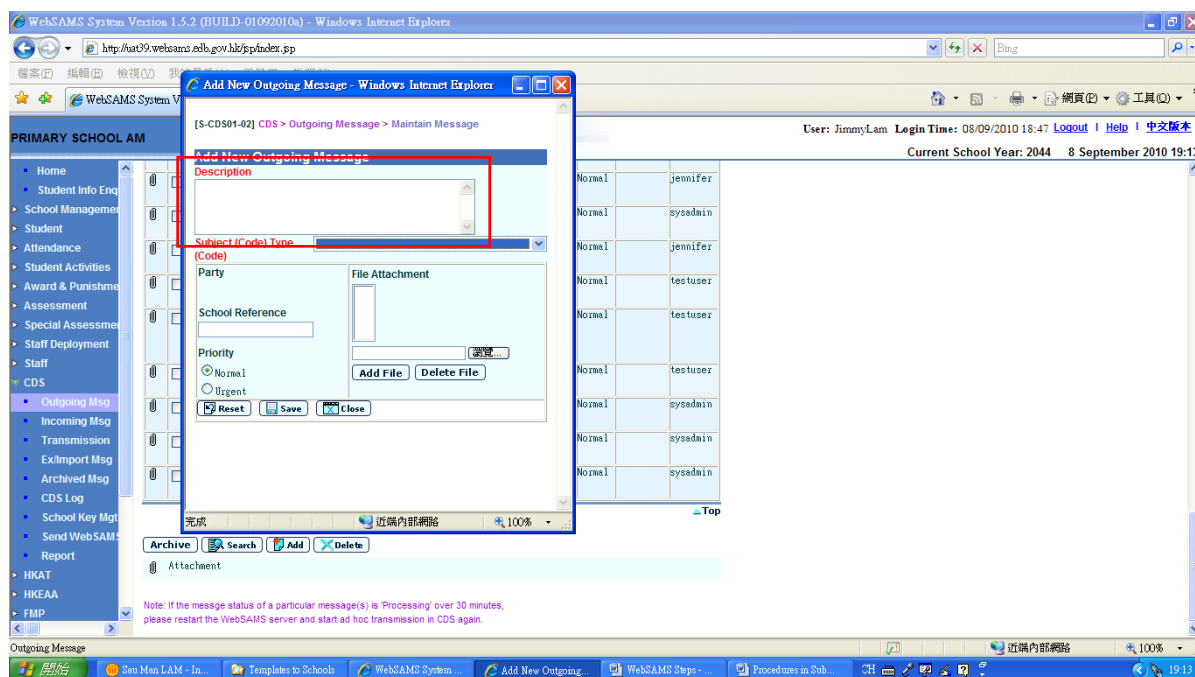 WebSAMS System Version 1.5.2 (BUILD-01092010a) - Windows Internet Explorer
http://uat39.websams.edb.gov.hk/jsp/index.jsp
Bing
檔案(F) 編輯(E) 檢視(V)
WebSAMS System V
網頁(P) 工具(O)
PRIMARY SCHOOL AM
User: JimmyLam Login Time: 08/09/2010 18:47 Logout | Help | 中文版本
Current School Year: 2044 8 September 2010 19:13
Home
Student Info Enq
School Managemen
Student
Attendance
Student Activities
Award & Punishme
Assessment
Special Assessmen
Staff Deployment
Staff
CDS
Outgoing Msg
Incoming Msg
Transmission
Ex/Import Msg
Archived Msg
CDS Log
School Key Mgt
Send WebSAMS
Report
HKAT
HKEAA
FMP
Add New Outgoing Message - Windows Internet Explorer
[S-CDS01-02] CDS > Outgoing Message > Maintain Message
Add New Outgoing Message
Description
Subject (Code) Type
(Code)
Party
File Attachment
School Reference
瀏覽...
Priority
Normal
Urgent
Add File Delete File
Reset Save Close
完成 近端內部網路 100%
Normal jennifer
Normal sysadmin
Normal jennifer
Normal testuser
Normal testuser
Normal testuser
Normal sysadmin
Normal sysadmin
Normal sysadmin
Top
Archive Search Add Delete
Attachment
Note: If the messge status of a particular message(s) is 'Processing' over 30 minutes,
please restart the WebSAMS server and start ad hoc transmission in CDS again.
Outgoing Message 近端內部網路 100%
開始 Sau Man LAM - In... Templates to Schools WebSAMS System ... Add New Outgoing... WebSAMS Steps - ... Procedures in Sub... CH 19:13